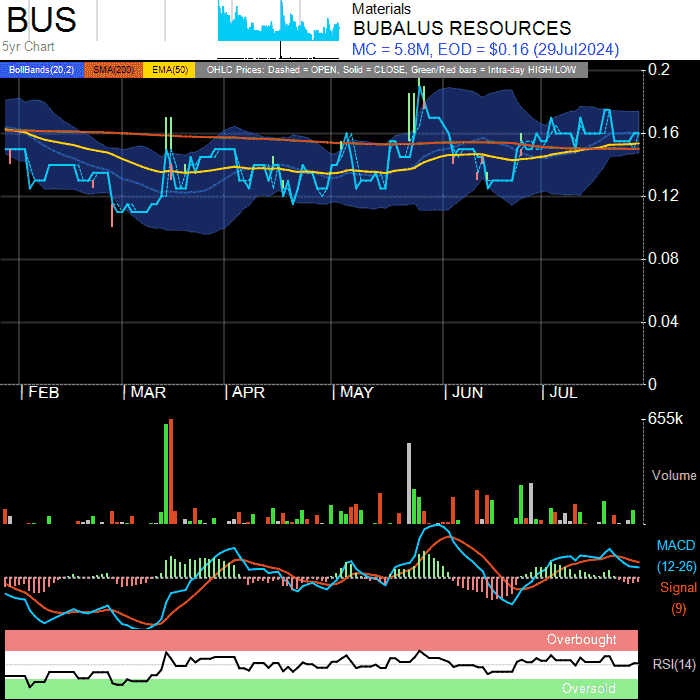 BUS
5yr Chart
Materials
BUBALUS RESOURCES
MC = 5.8M, EOD = $0.16 (29Jul2024)
BollBands(20,2) SMA(200) EMA(50) OHLC Prices: Dashed = OPEN, Solid = CLOSE, Green/Red bars = Intra-day HIGH/LOW
0.2
0.16
0.12
0.08
0.04
0
FEB MAR APR MAY JUN JUL
655k
Volume
MACD
(12-26)
Signal
(9)
Overbought
RSI(14)
Oversold